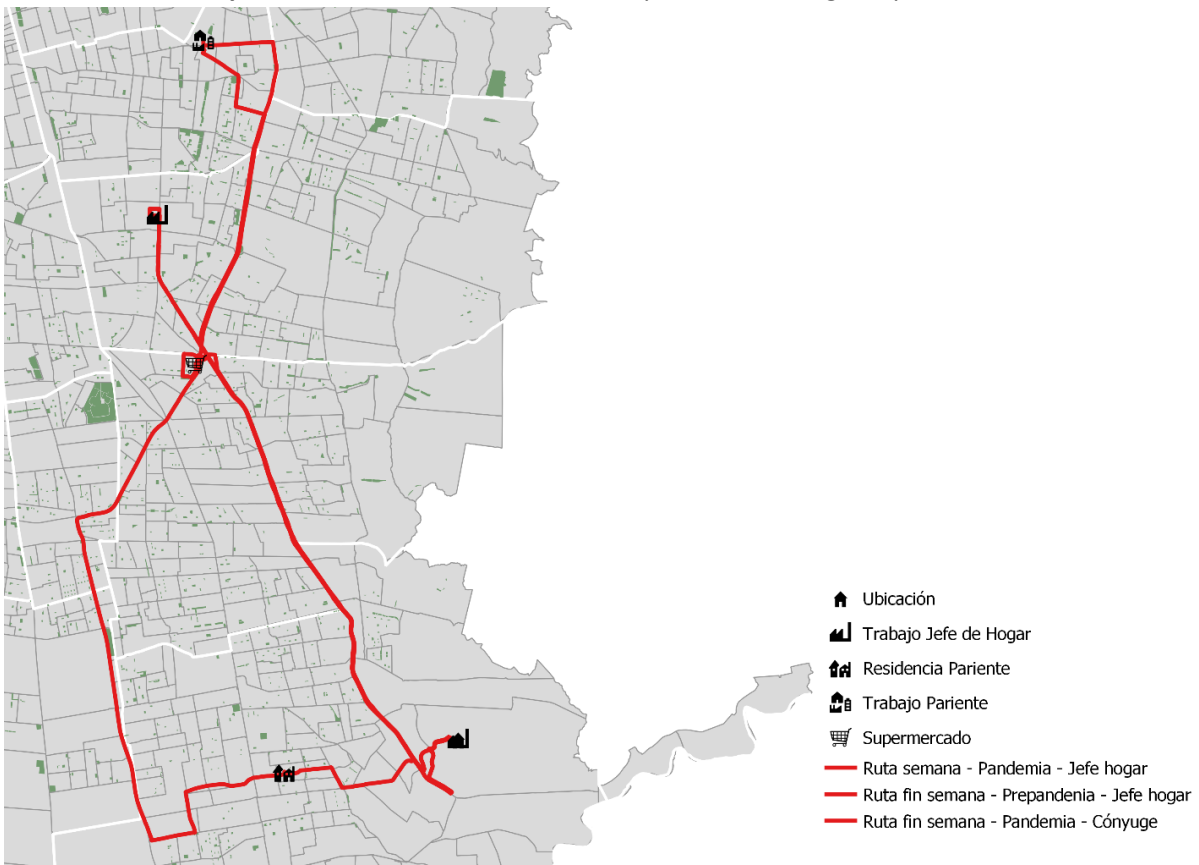 Ubicación
Trabajo Jefe de Hogar
Residencia Pariente
Trabajo Pariente
Supermercado
Ruta semana - Pandemia - Jefe hogar
Ruta fin semana - Prepandenia - Jefe hogar
Ruta fin semana - Pandemia - Cónyuge